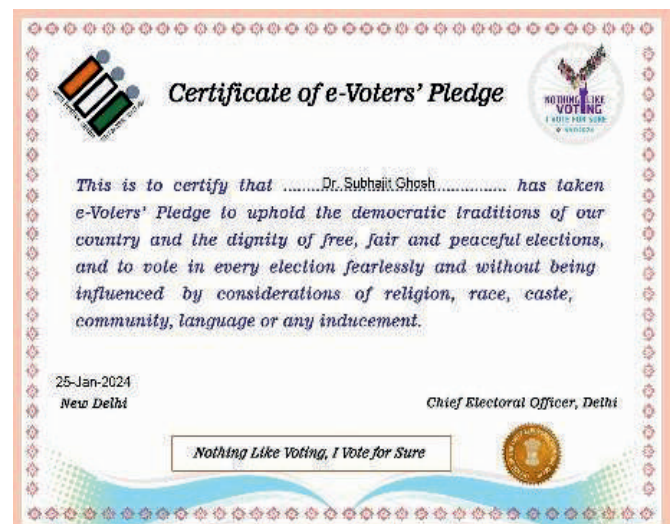 Certificate of e-Voters' Pledge
NOTHING LIKE
VOTING
I VOTE FOR SURE
This is to certify that ......Dr. Subhajit Ghosh............... has taken
e-Voters' Pledge to uphold the democratic traditions of our
country and the dignity of free, fair and peaceful elections,
and to vote in every election fearlessly and without being
influenced by considerations of religion, race, caste,
community, language or any inducement.
25-Jan-2024
New Delhi
Chief Electoral Officer, Delhi
Nothing Like Voting, I Vote for Sure